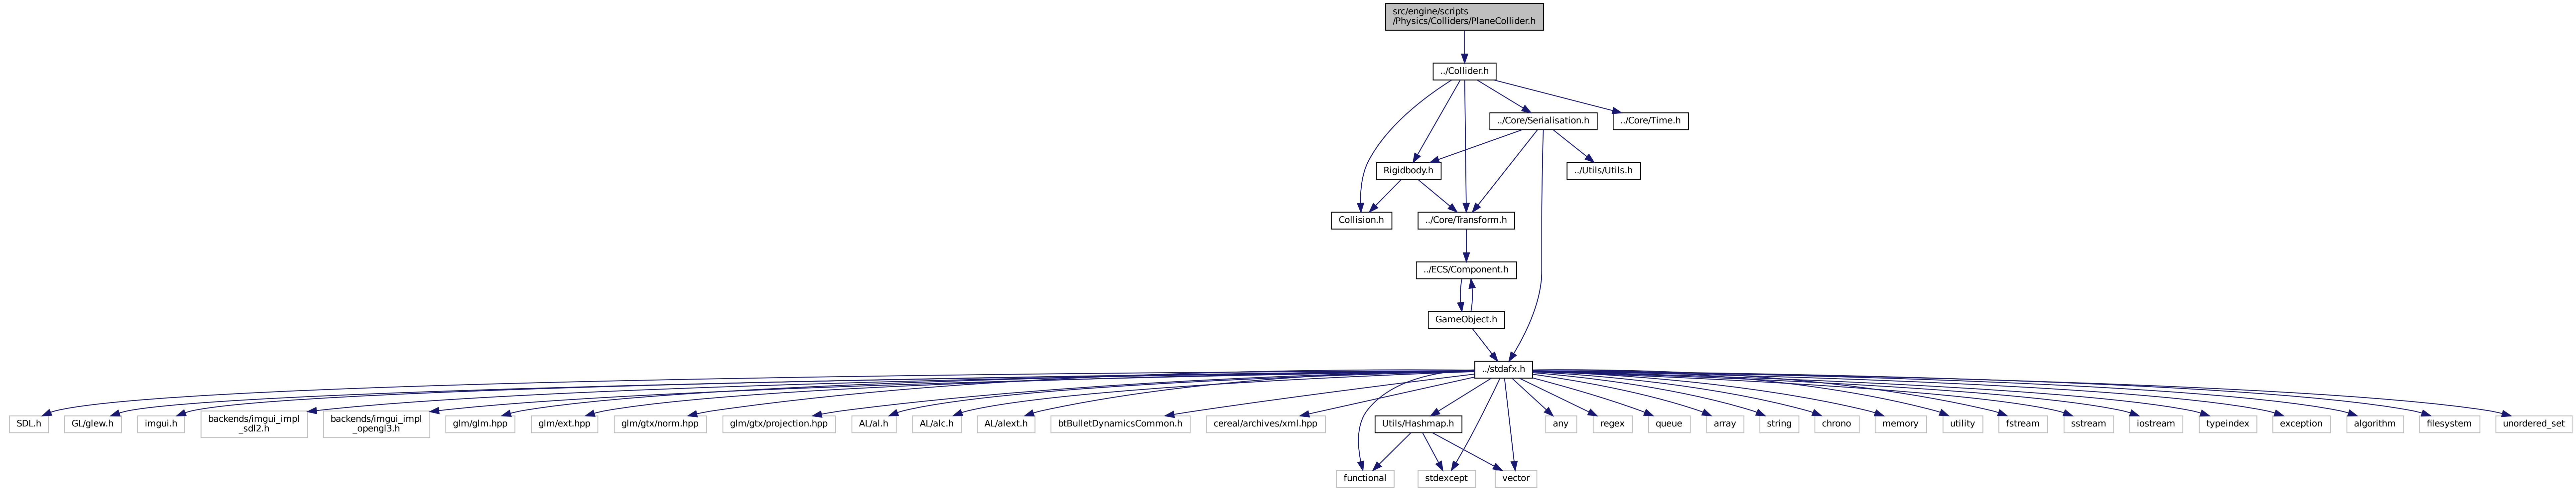 src/engine/scripts
/Physics/Colliders/PlaneCollider.h
../Collider.h
../Core/Serialisation.h
../Core/Time.h
Rigidbody.h
../Utils/Utils.h
Collision.h
../Core/Transform.h
../ECS/Component.h
GameObject.h
../stdafx.h
SDL.h
GL/glew.h
imgui.h
backends/imgui_impl
_sdl2.h
backends/imgui_impl
_opengl3.h
glm/glm.hpp
glm/ext.hpp
glm/gtx/norm.hpp
glm/gtx/projection.hpp
AL/al.h
AL/alc.h
AL/alext.h
btBulletDynamicsCommon.h
cereal/archives/xml.hpp
Utils/Hashmap.h
any
regex
queue
array
string
chrono
memory
utility
fstream
sstream
iostream
typeindex
exception
algorithm
filesystem
unordered_set
functional
stdexcept
vector